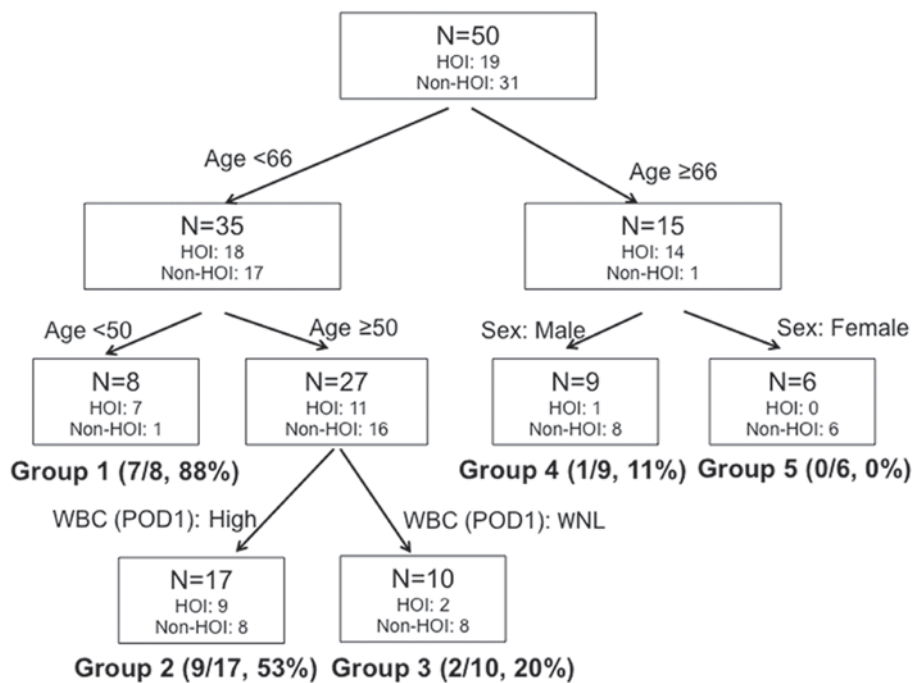 N=50
HOI: 19
Non-HOI: 31
Age <66
Age ≥66
N=35
HOI: 18
Non-HOI: 17
N=15
HOI: 14
Non-HOI: 1
Age <50
Age ≥50
Sex: Male
Sex: Female
N=8
HOI: 7
Non-HOI: 1
N=27
HOI: 11
Non-HOI: 16
N=9
HOI: 1
Non-HOI: 8
N=6
HOI: 0
Non-HOI: 6
Group 1 (7/8, 88%)
Group 4 (1/9, 11%)
Group 5 (0/6, 0%)
WBC (POD1): High
WBC (POD1): WNL
N=17
HOI: 9
Non-HOI: 8
N=10
HOI: 2
Non-HOI: 8
Group 2 (9/17, 53%)
Group 3 (2/10, 20%)